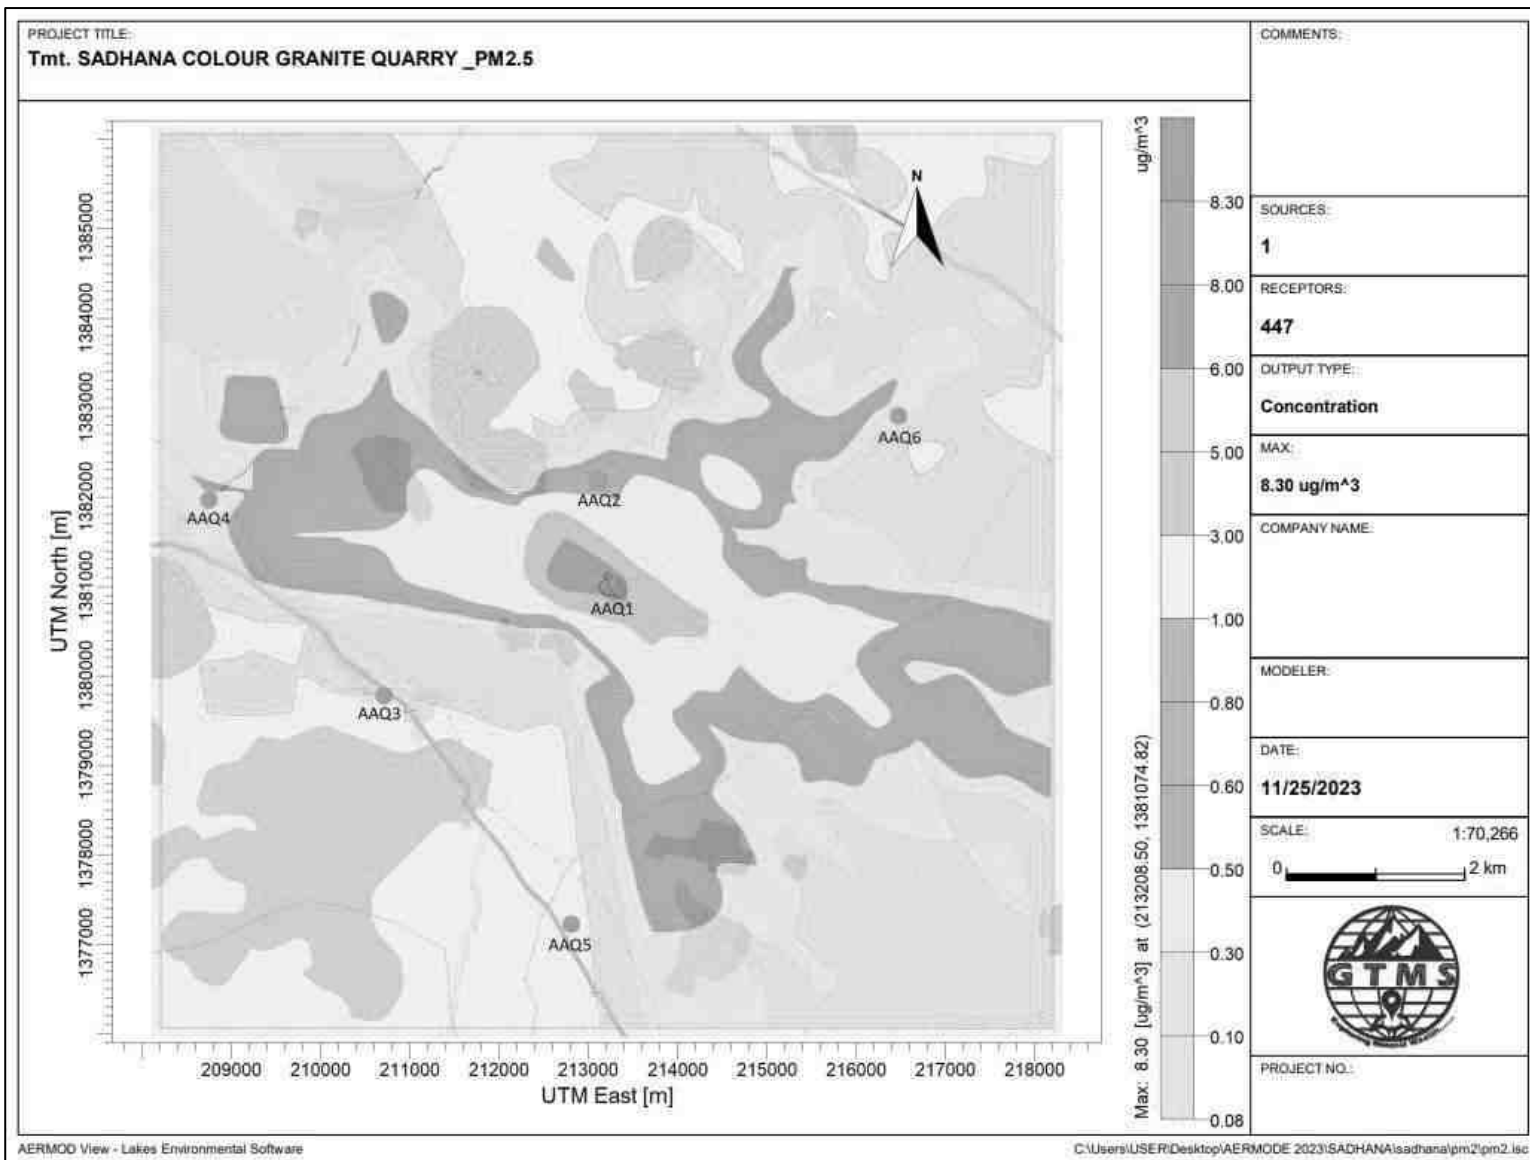 PROJECT TITLE:
Tmt. SADHANA COLOUR GRANITE QUARRY _PM2.5
COMMENTS:
SOURCES:
1
RECEPTORS:
447
OUTPUT TYPE:
Concentration
MAX:
8.30 ug/m^3
COMPANY NAME:
MODELER:
DATE:
11/25/2023
SCALE:
1:70,266
0
2 km
GTMS
PROJECT NO.:
UTM North [m]
1385000
1384000
1383000
1382000
1381000
1380000
1379000
1378000
1377000
N
AAQ6
AAQ2
AAQ4
AAQ1
AAQ3
AAQ5
209000 210000 211000 212000 213000 214000 215000 216000 217000 218000
UTM East [m]
ug/m^3
8.30
8.00
6.00
5.00
3.00
1.00
0.80
0.60
0.50
0.30
0.10
0.08
Max: 8.30 [ug/m^3] at (213208.50, 1381074.82)
AERMOD View - Lakes Environmental Software
C:\Users\USER\Desktop\AERMODE 2023\SADHANA\sadhana\pm2\pm2.isc